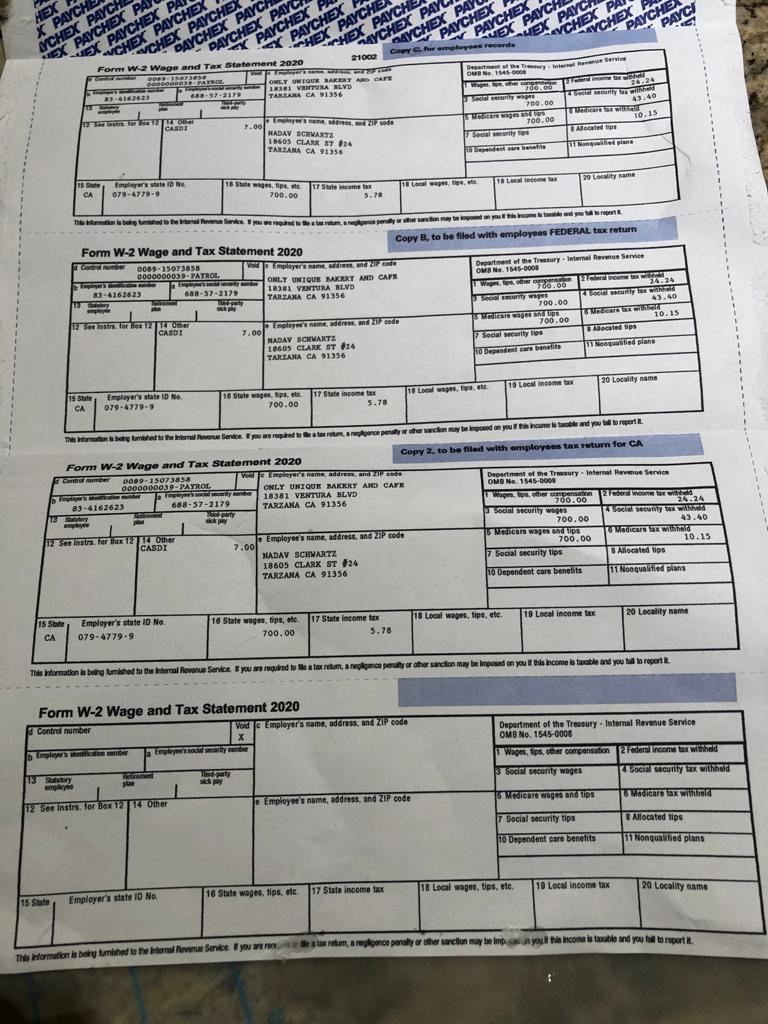 PAYCHEX PAYCHEX PAYCHEX PAYCHEX PAYCHEX
Form W-2 Wage and Tax Statement 2020 21002 Copy C, for employees records
d Control number 0089-15073858 Void c Employer's name, address, and ZIP code Department of the Treasury - Internal Revenue Service
0000000039-PAYROL ONLY UNIQUE BAKERY AND CAFE OMB No. 1545-0008
b Employer's identification number a Employee's social security number 18381 VENTURA BLVD 1 Wages, tips, other compensation 2 Federal income tax withheld
83-4162623 688-57-2179 TARZANA CA 91356 700.00 24.24
13 Statutory employee Retirement plan Third-party sick pay 3 Social security wages 4 Social security tax withheld
700.00 43.40
12 See Instrs. for Box 12 14 Other e Employee's name, address, and ZIP code 5 Medicare wages and tips 6 Medicare tax withheld
CASDI 7.00 NADAV SCHWARTZ 700.00 10.15
18605 CLARK ST #24 7 Social security tips 8 Allocated tips
TARZANA CA 91356 10 Dependent care benefits 11 Nonqualified plans
15 State Employer's state ID No. 16 State wages, tips, etc. 17 State income tax 18 Local wages, tips, etc. 19 Local income tax 20 Locality name
CA 079-4779-9 700.00 5.78
This information is being furnished to the Internal Revenue Service. If you are required to file a tax return, a negligence penalty or other sanction may be imposed on you if this income is taxable and you fail to report it.
Form W-2 Wage and Tax Statement 2020 Copy B, to be filed with employees FEDERAL tax return
d Control number 0089-15073858 Void c Employer's name, address, and ZIP code Department of the Treasury - Internal Revenue Service
0000000039-PAYROL ONLY UNIQUE BAKERY AND CAFE OMB No. 1545-0008
b Employer's identification number a Employee's social security number 18381 VENTURA BLVD 1 Wages, tips, other compensation 2 Federal income tax withheld
83-4162623 688-57-2179 TARZANA CA 91356 700.00 24.24
13 Statutory employee Retirement plan Third-party sick pay 3 Social security wages 4 Social security tax withheld
700.00 43.40
12 See Instrs. for Box 12 14 Other e Employee's name, address, and ZIP code 5 Medicare wages and tips 6 Medicare tax withheld
CASDI 7.00 NADAV SCHWARTZ 700.00 10.15
18605 CLARK ST #24 7 Social security tips 8 Allocated tips
TARZANA CA 91356 10 Dependent care benefits 11 Nonqualified plans
15 State Employer's state ID No. 16 State wages, tips, etc. 17 State income tax 18 Local wages, tips, etc. 19 Local income tax 20 Locality name
CA 079-4779-9 700.00 5.78
This information is being furnished to the Internal Revenue Service. If you are required to file a tax return, a negligence penalty or other sanction may be imposed on you if this income is taxable and you fail to report it.
Form W-2 Wage and Tax Statement 2020 Copy 2, to be filed with employees tax return for CA
d Control number 0089-15073858 Void c Employer's name, address, and ZIP code Department of the Treasury - Internal Revenue Service
0000000039-PAYROL ONLY UNIQUE BAKERY AND CAFE OMB No. 1545-0008
b Employer's identification number a Employee's social security number 18381 VENTURA BLVD 1 Wages, tips, other compensation 2 Federal income tax withheld
83-4162623 688-57-2179 TARZANA CA 91356 700.00 24.24
13 Statutory employee Retirement plan Third-party sick pay 3 Social security wages 4 Social security tax withheld
700.00 43.40
12 See Instrs. for Box 12 14 Other e Employee's name, address, and ZIP code 5 Medicare wages and tips 6 Medicare tax withheld
CASDI 7.00 NADAV SCHWARTZ 700.00 10.15
18605 CLARK ST #24 7 Social security tips 8 Allocated tips
TARZANA CA 91356 10 Dependent care benefits 11 Nonqualified plans
15 State Employer's state ID No. 16 State wages, tips, etc. 17 State income tax 18 Local wages, tips, etc. 19 Local income tax 20 Locality name
CA 079-4779-9 700.00 5.78
This information is being furnished to the Internal Revenue Service. If you are required to file a tax return, a negligence penalty or other sanction may be imposed on you if this income is taxable and you fail to report it.
Form W-2 Wage and Tax Statement 2020
d Control number Void c Employer's name, address, and ZIP code Department of the Treasury - Internal Revenue Service
X OMB No. 1545-0008
b Employer's identification number a Employee's social security number 1 Wages, tips, other compensation 2 Federal income tax withheld
13 Statutory employee Retirement plan Third-party sick pay 3 Social security wages 4 Social security tax withheld
12 See Instrs. for Box 12 14 Other e Employee's name, address, and ZIP code 5 Medicare wages and tips 6 Medicare tax withheld
7 Social security tips 8 Allocated tips
10 Dependent care benefits 11 Nonqualified plans
15 State Employer's state ID No. 16 State wages, tips, etc. 17 State income tax 18 Local wages, tips, etc. 19 Local income tax 20 Locality name
This information is being furnished to the Internal Revenue Service. If you are file a tax return, a negligence penalty or other sanction may be you if this income is taxable and you fail to report it.